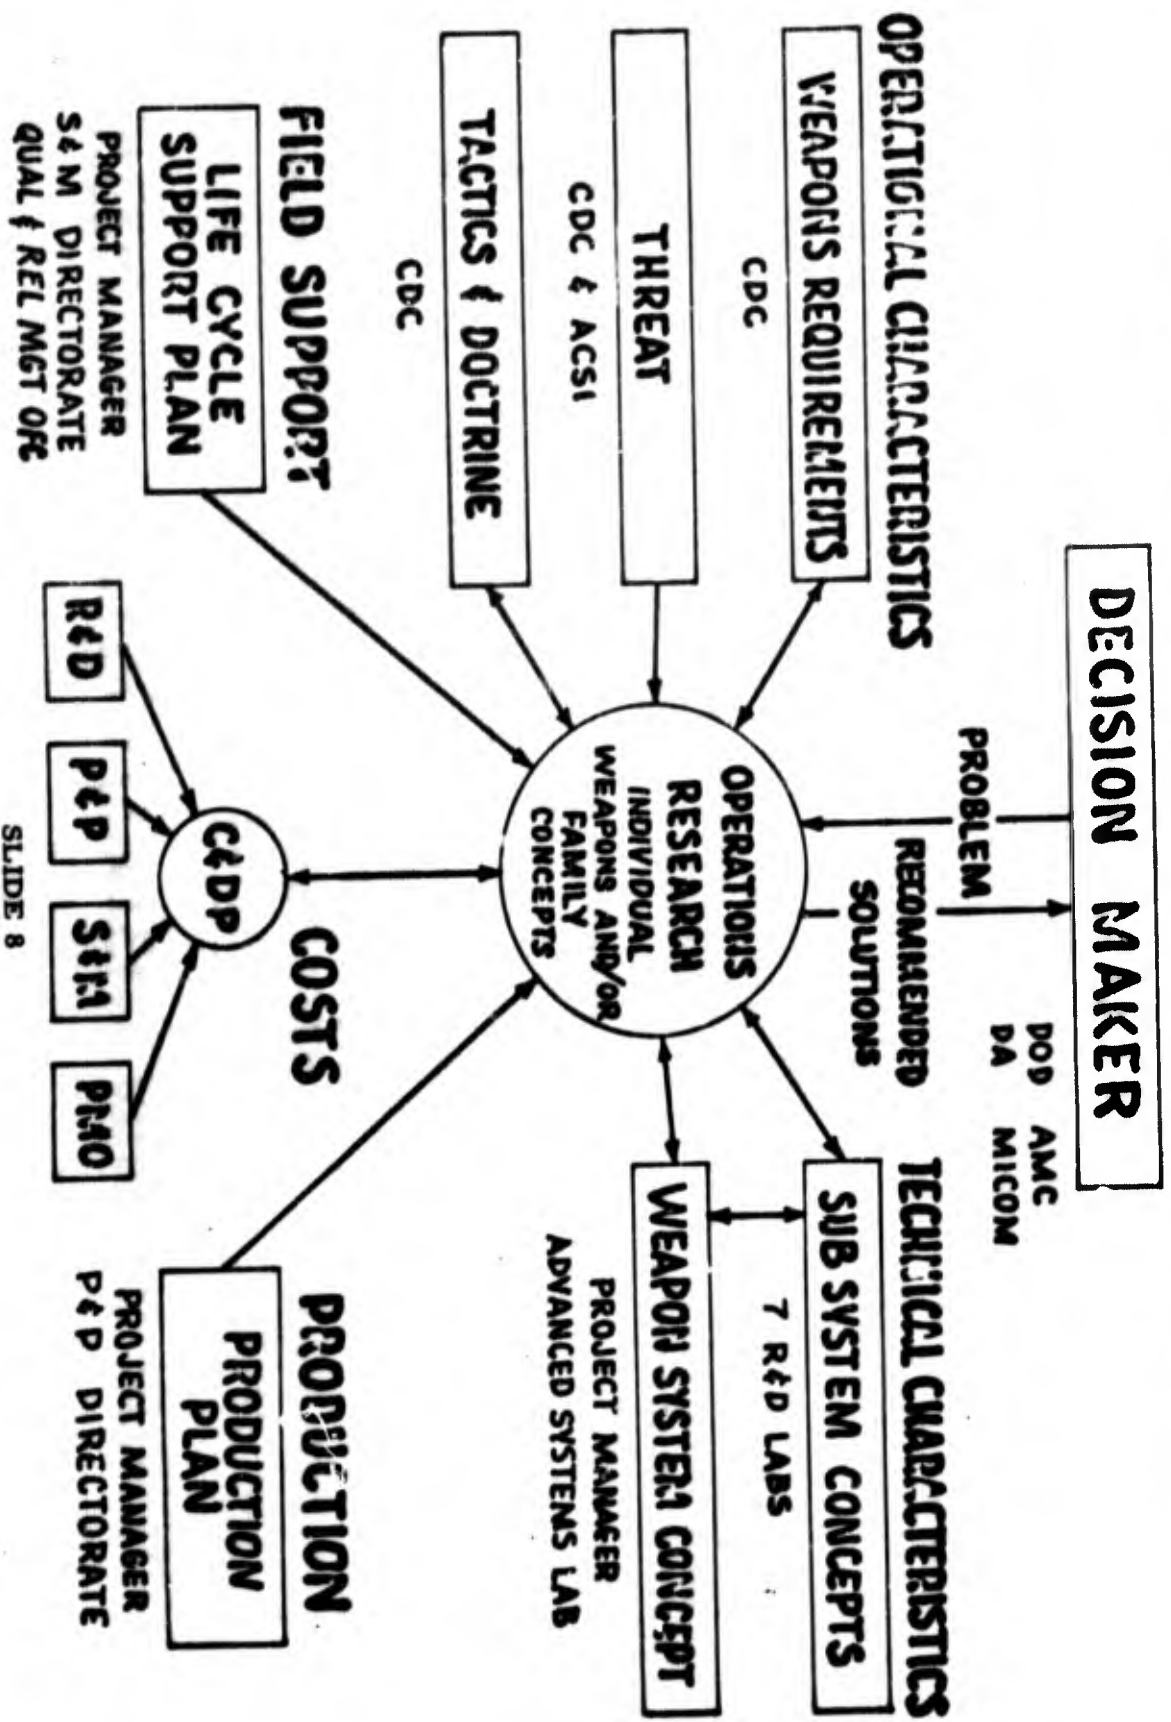 DECISION MAKER
DOD AMC
DA MICOM
PROBLEM
RECOMMENDED
SOLUTIONS
OPERATIONAL CHARACTERISTICS
WEAPONS REQUIREMENTS
CDC
THREAT
CDC & ACSI
TACTICS & DOCTRINE
CDC
TECHNICAL CHARACTERISTICS
SUB SYSTEM CONCEPTS
7 R&D LABS
WEAPON SYSTEM CONCEPT
PROJECT MANAGER
ADVANCED SYSTEMS LAB
OPERATIONS
RESEARCH
INDIVIDUAL
WEAPONS AND/OR
FAMILY
CONCEPTS
FIELD SUPPORT
LIFE CYCLE
SUPPORT PLAN
PROJECT MANAGER
S&M DIRECTORATE
QUAL & REL MGT OFC
COSTS
C&DP
R&D
P&P
S&M
PMO
PRODUCTION
PRODUCTION
PLAN
PROJECT MANAGER
P&P DIRECTORATE
SLIDE 8